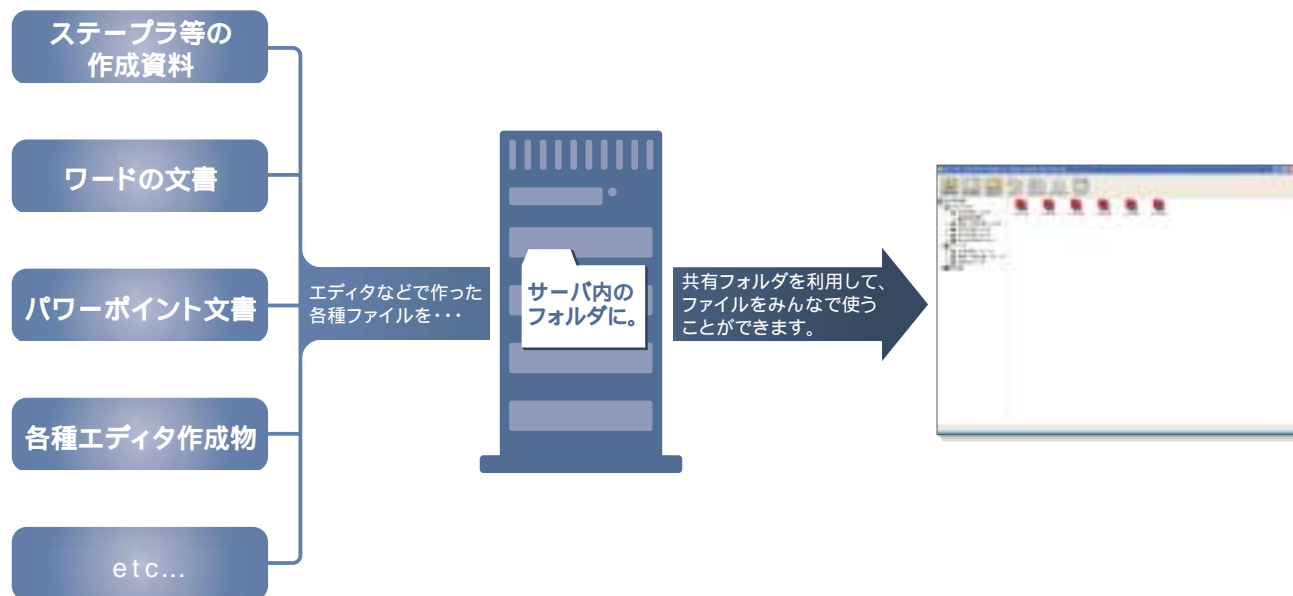 ステープラ等の
作成資料
ワードの文書
パワーポイント文書
各種エディタ作成物
etc...
エディタなどで作った
各種ファイルを･･･
サーバ内の
フォルダに。
共有フォルダを利用して、
ファイルをみんなで使う
ことができます。